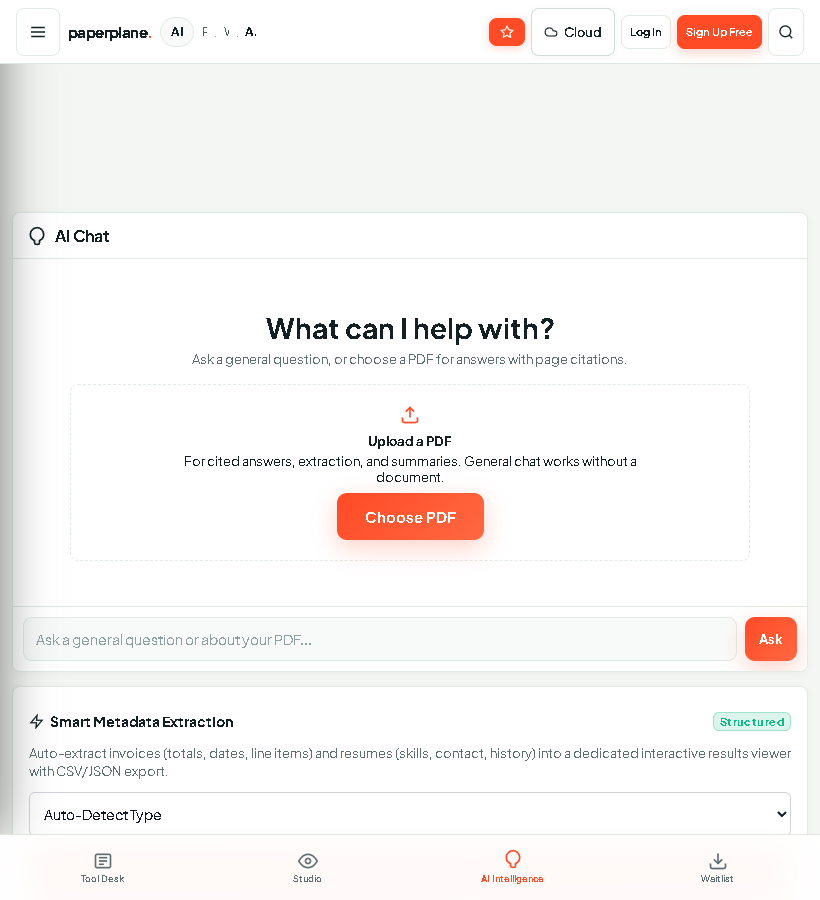 paperplane.
AI
F . V . A.
Cloud
Log In
Sign Up Free
AI Chat
What can I help with?
Ask a general question, or choose a PDF for answers with page citations.
Upload a PDF
For cited answers, extraction, and summaries. General chat works without a
document.
Choose PDF
Ask a general question or about your PDF...
Ask
Smart Metadata Extraction
Structured
Auto-extract invoices (totals, dates, line items) and resumes (skills, contact, history) into a dedicated interactive results viewer
with CSV/JSON export.
Auto-Detect Type
Tool Desk
Studio
AI Intelligence
Waitlist